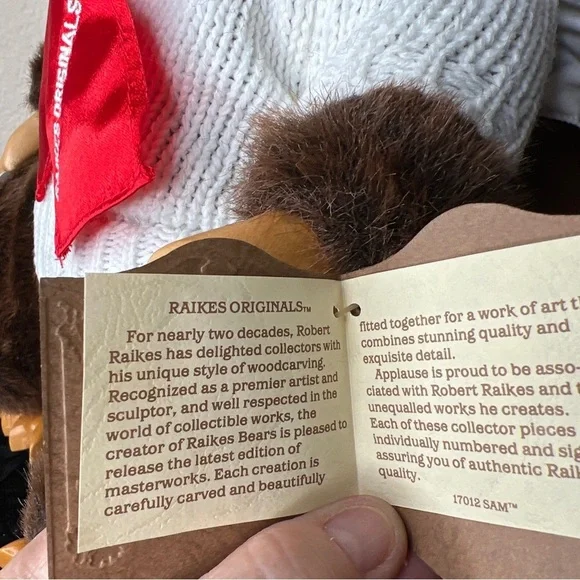 RAIKES ORIGINALS
RAIKES ORIGINALS™
For nearly two decades, Robert
Raikes has delighted collectors with
his unique style of woodcarving.
Recognized as a premier artist and
sculptor, and well respected in the
world of collectible works, the
creator of Raikes Bears is pleased to
release the latest edition of
masterworks. Each creation is
carefully carved and beautifully
fitted together for a work of art
combines stunning quality and
exquisite detail.
Applause is proud to be asso-
ciated with Robert Raikes and
unequalled works he creates.
Each of these collector pieces
individually numbered and
assuring you of authentic
quality.
17012 SAM™